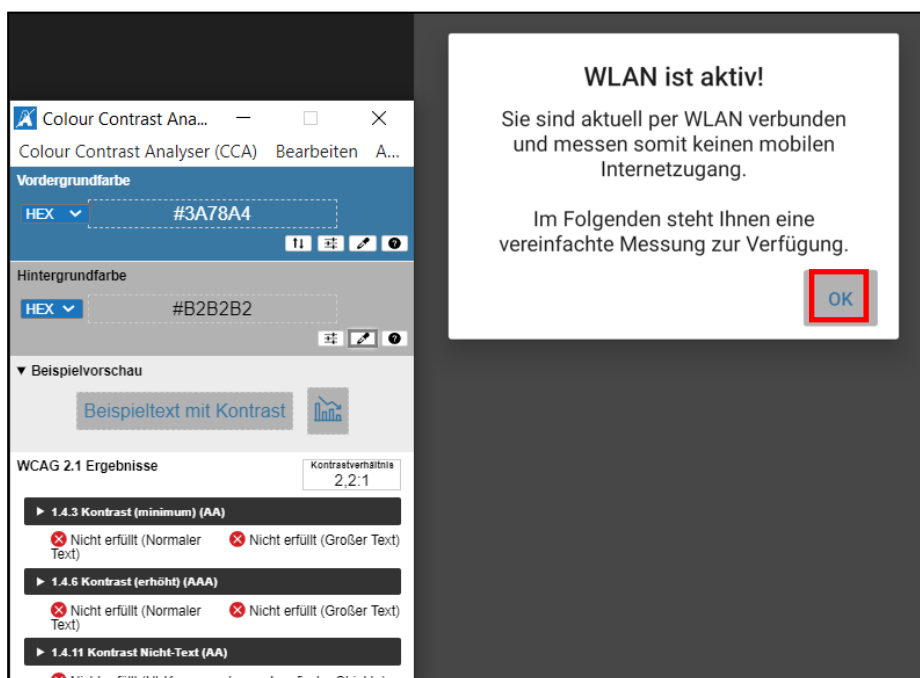 Colour Contrast Ana...
Colour Contrast Analyser (CCA) Bearbeiten A...
Vordergrundfarbe
HEX #3A78A4
Hintergrundfarbe
HEX #B2B2B2
▼ Beispielvorschau
Beispieltext mit Kontrast
WCAG 2.1 Ergebnisse
Kontrastverhältnis
2,2:1
▶ 1.4.3 Kontrast (minimum) (AA)
Nicht erfüllt (Normaler Nicht erfüllt (Großer Text)
Text)
▶ 1.4.6 Kontrast (erhöht) (AAA)
Nicht erfüllt (Normaler Nicht erfüllt (Großer Text)
Text)
▶ 1.4.11 Kontrast Nicht-Text (AA)
WLAN ist aktiv!
Sie sind aktuell per WLAN verbunden
und messen somit keinen mobilen
Internetzugang.
Im Folgenden steht Ihnen eine
vereinfachte Messung zur Verfügung.
OK